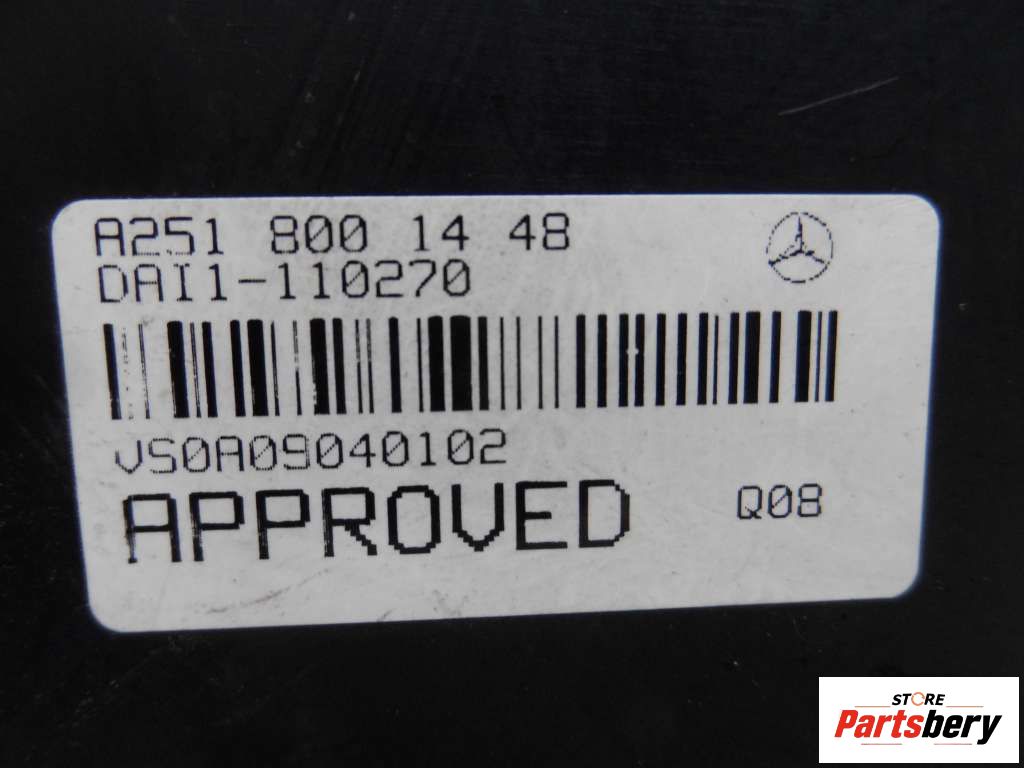 A251 800 14 48
DAI1-110270
VS0A09040102
APPROVED Q08
STORE
Partsbery